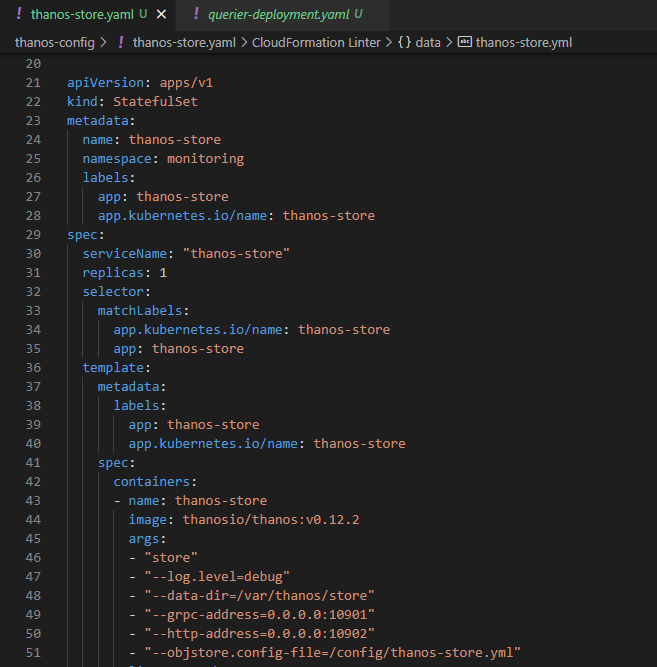 thanos-store.yaml U
querier-deployment.yaml U
thanos-config > thanos-store.yaml > CloudFormation Linter > {} data > thanos-store.yml
20
21 apiVersion: apps/v1
22 kind: StatefulSet
23 metadata:
24   name: thanos-store
25   namespace: monitoring
26   labels:
27     app: thanos-store
28     app.kubernetes.io/name: thanos-store
29 spec:
30   serviceName: "thanos-store"
31   replicas: 1
32   selector:
33     matchLabels:
34       app.kubernetes.io/name: thanos-store
35       app: thanos-store
36   template:
37     metadata:
38       labels:
39         app: thanos-store
40         app.kubernetes.io/name: thanos-store
41     spec:
42       containers:
43       - name: thanos-store
44         image: thanosio/thanos:v0.12.2
45         args:
46         - "store"
47         - "--log.level=debug"
48         - "--data-dir=/var/thanos/store"
49         - "--grpc-address=0.0.0.0:10901"
50         - "--http-address=0.0.0.0:10902"
51         - "--objstore.config-file=/config/thanos-store.yml"